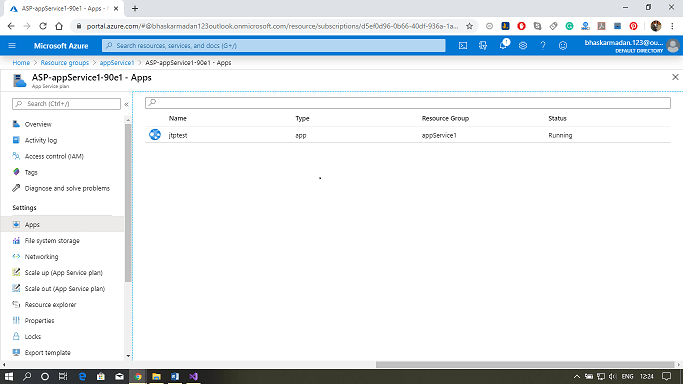 ASP-appService1-90e1 - Apps -
portal.azure.com/#@bhaskarmadan123outlook.onmicrosoft.com/resource/subscriptions/d5ef0d96-0b66-40df-936a-1a...
Microsoft Azure
Search resources, services, and docs (G+/)
1
bhaskarmadan.123@ou...
DEFAULT DIRECTORY
Home > Resource groups > appService1 > ASP-appService1-90e1 - Apps
ASP-appService1-90e1 - Apps
App Service plan
Search (Ctrl+/)
Overview
Activity log
Access control (IAM)
Tags
Diagnose and solve problems
Settings
Apps
File system storage
Networking
Scale up (App Service plan)
Scale out (App Service plan)
Resource explorer
Properties
Locks
Export template
Name Type Resource Group Status
jtptest app appService1 Running
ENG 12:24